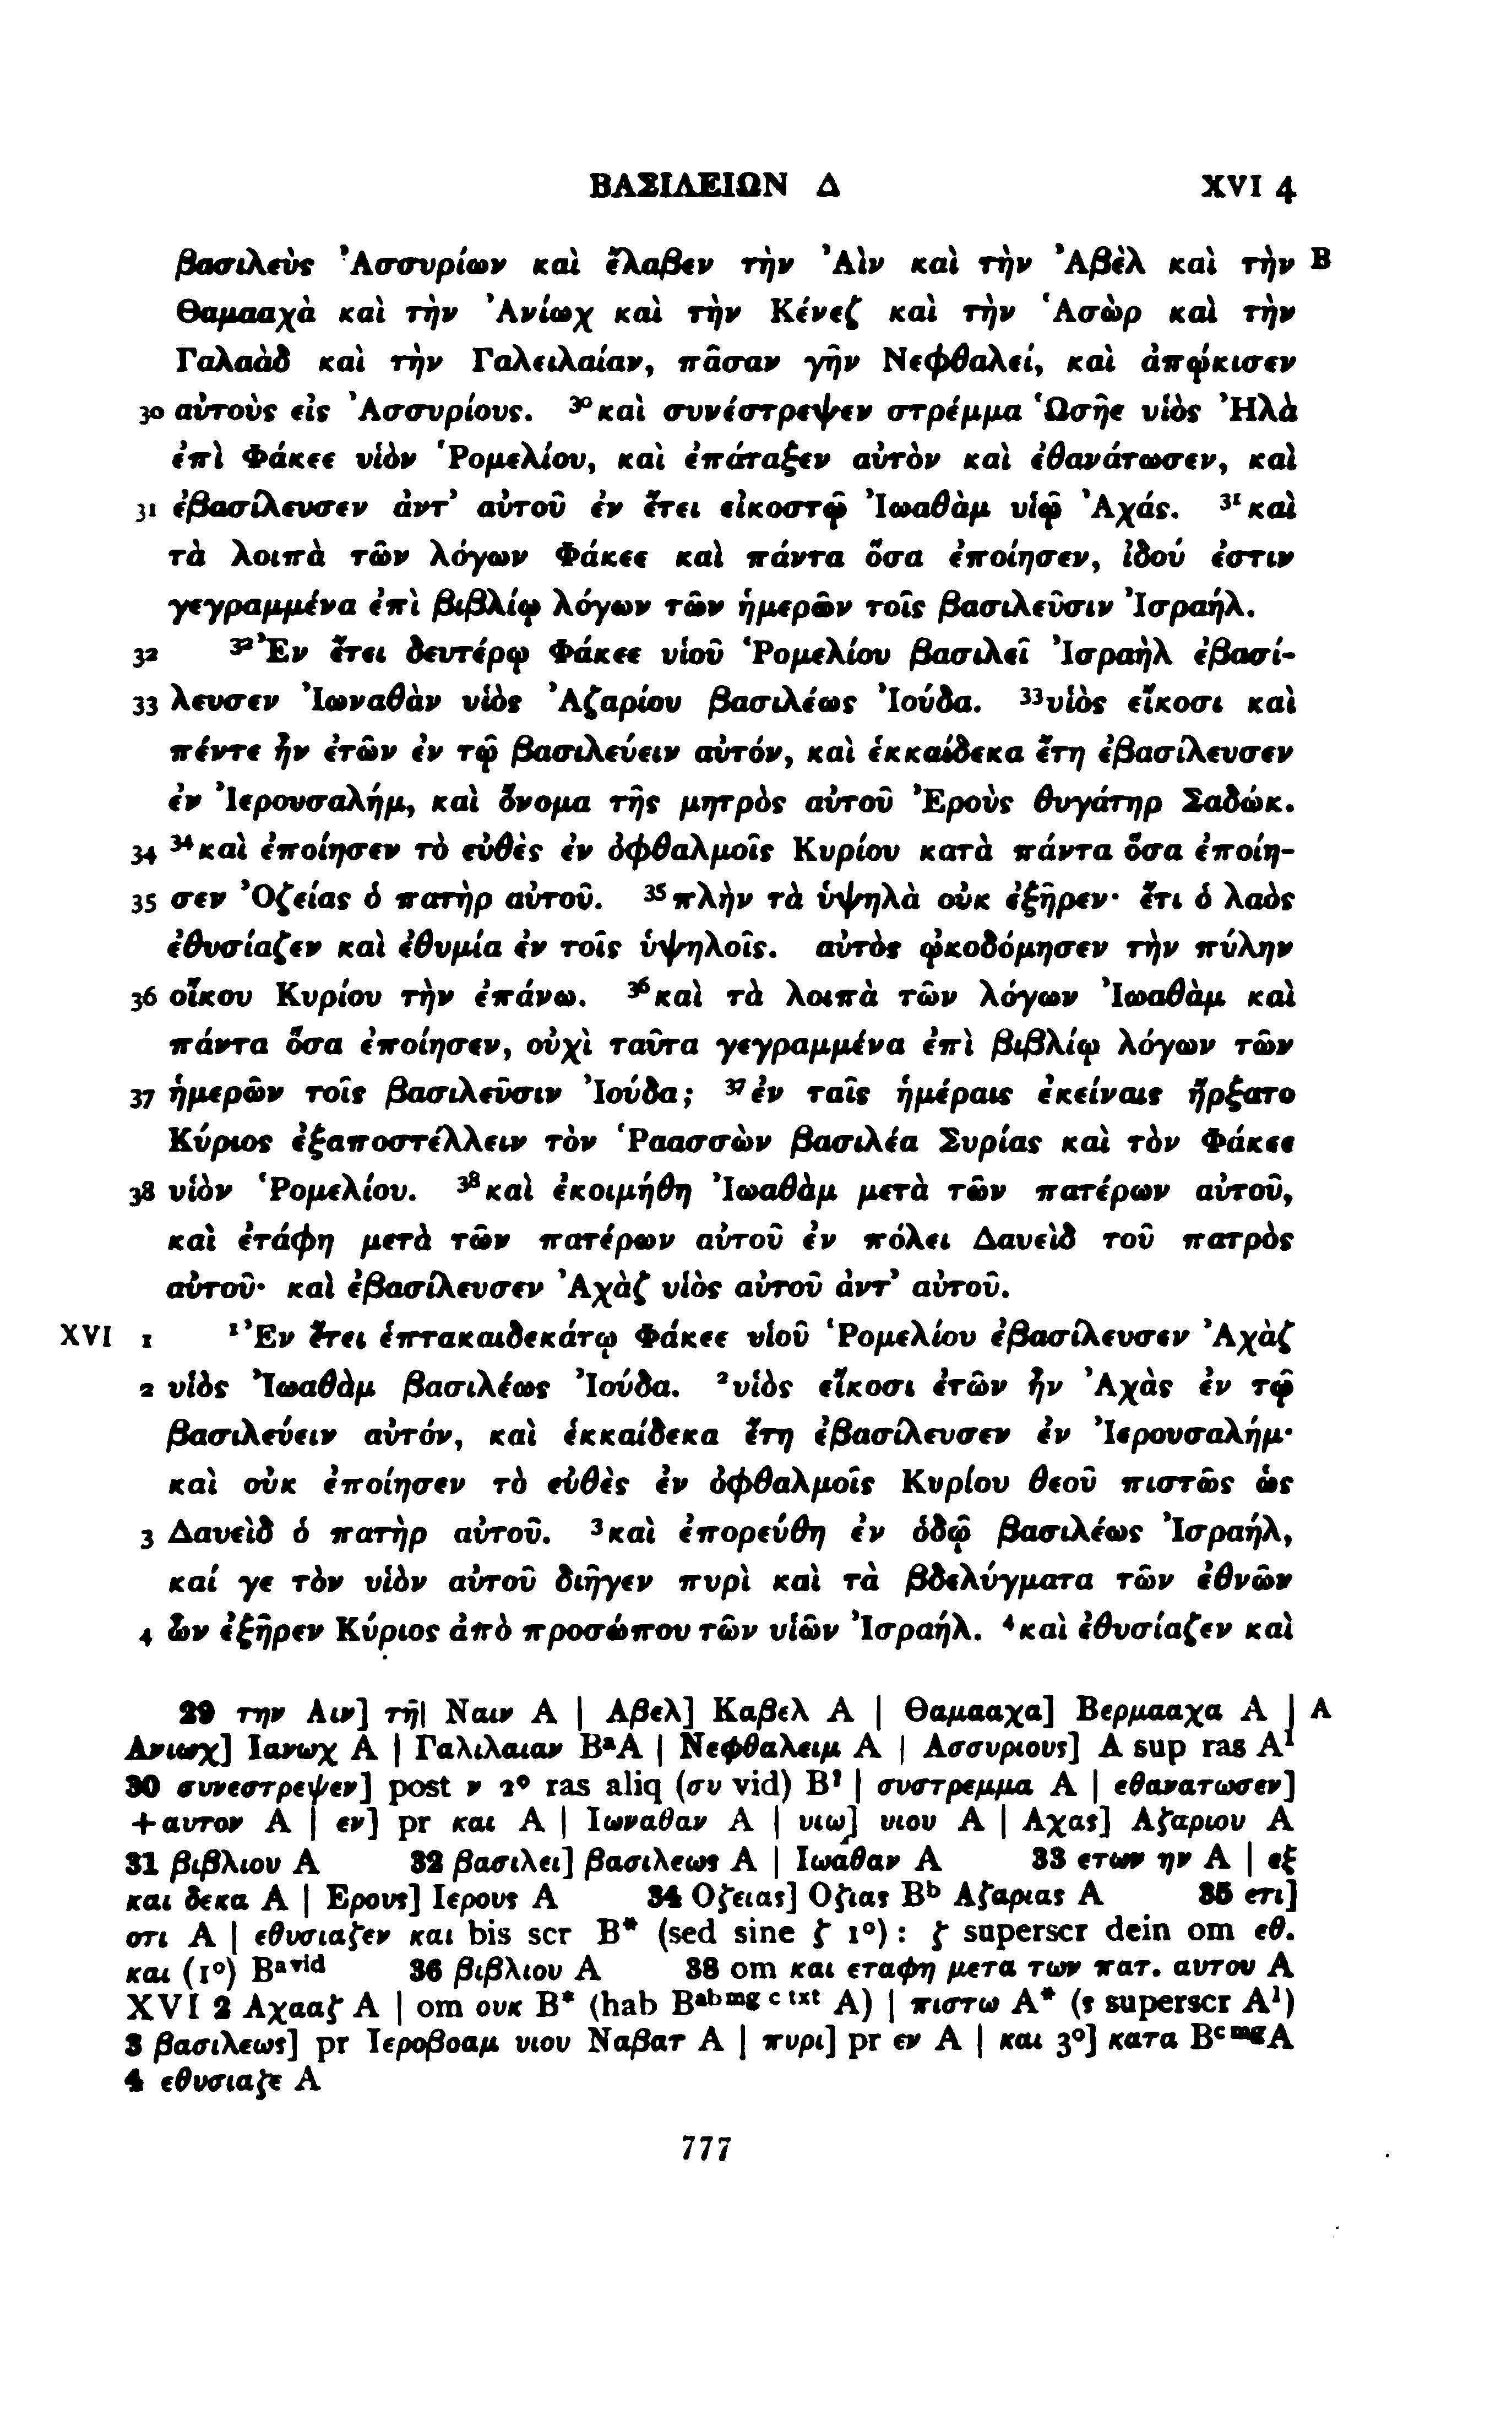 ΒΑΣΙΛΕΙΩΝ Δ XVI 4
βασιλεὺς Ἀσσυρίων καὶ ἔλαβεν τὴν Ἀὶν καὶ τὴν Ἀβὲλ καὶ τὴν B
Θαμααχὰ καὶ τὴν Ἀνίωχ καὶ τὴν Κένεζ καὶ τὴν Ἁσὼρ καὶ τὴν
Γαλαὰδ καὶ τὴν Γαλειλαίαν, πᾶσαν γῆν Νεφθαλεί, καὶ ἀπῴκισεν
30 αὐτοὺς εἰς Ἀσσυρίους. ³⁰καὶ συνέστρεψεν στρέμμα Ὡσῆε υἱὸς Ἠλὰ
ἐπὶ Φάκεε υἱὸν Ῥομελίου, καὶ ἐπάταξεν αὐτὸν καὶ ἐθανάτωσεν, καὶ
31 ἐβασίλευσεν ἀντ’ αὐτοῦ ἐν ἔτει εἰκοστῷ Ἰωαθὰμ υἱῷ Ἀχάς. ³¹καὶ
τὰ λοιπὰ τῶν λόγων Φάκεε καὶ πάντα ὅσα ἐποίησεν, ἰδού ἐστιν
γεγραμμένα ἐπὶ βιβλίῳ λόγων τῶν ἡμερῶν τοῖς βασιλεῦσιν Ἰσραήλ.
32 ³²Ἐν ἔτει δευτέρῳ Φάκεε υἱοῦ Ῥομελίου βασιλεῖ Ἰσραὴλ ἐβασί-
33 λευσεν Ἰωναθὰν υἱὸς Ἀζαρίου βασιλέως Ἰούδα. ³³υἱὸς εἴκοσι καὶ
πέντε ἦν ἐτῶν ἐν τῷ βασιλεύειν αὐτόν, καὶ ἑκκαίδεκα ἔτη ἐβασίλευσεν
ἐν Ἰερουσαλήμ, καὶ ὄνομα τῆς μητρὸς αὐτοῦ Ἐροὺς θυγάτηρ Σαδώκ.
34 ³⁴καὶ ἐποίησεν τὸ εὐθὲς ἐν ὀφθαλμοῖς Κυρίου κατὰ πάντα ὅσα ἐποίη-
35 σεν Ὀζείας ὁ πατὴρ αὐτοῦ. ³⁵πλὴν τὰ ὑψηλὰ οὐκ ἐξῆρεν· ἔτι ὁ λαὸς
ἐθυσίαζεν καὶ ἐθυμία ἐν τοῖς ὑψηλοῖς. αὐτὸς ᾠκοδόμησεν τὴν πύλην
36 οἴκου Κυρίου τὴν ἐπάνω. ³⁶καὶ τὰ λοιπὰ τῶν λόγων Ἰωαθὰμ καὶ
πάντα ὅσα ἐποίησεν, οὐχὶ ταῦτα γεγραμμένα ἐπὶ βιβλίῳ λόγων τῶν
37 ἡμερῶν τοῖς βασιλεῦσιν Ἰούδα; ³⁷ἐν ταῖς ἡμέραις ἐκείναις ἤρξατο
Κύριος ἐξαποστέλλειν τὸν Ῥαασσὼν βασιλέα Συρίας καὶ τὸν Φάκεε
38 υἱὸν Ῥομελίου. ³⁸καὶ ἐκοιμήθη Ἰωαθὰμ μετὰ τῶν πατέρων αὐτοῦ,
καὶ ἐτάφη μετὰ τῶν πατέρων αὐτοῦ ἐν πόλει Δαυεὶδ τοῦ πατρὸς
αὐτοῦ· καὶ ἐβασίλευσεν Ἀχὰζ υἱὸς αὐτοῦ ἀντ’ αὐτοῦ.
XVI 1 ¹Ἐν ἔτει ἑπτακαιδεκάτῳ Φάκεε υἱοῦ Ῥομελίου ἐβασίλευσεν Ἀχὰζ
2 υἱὸς Ἰωαθὰμ βασιλέως Ἰούδα. ²υἱὸς εἴκοσι ἐτῶν ἦν Ἀχὰς ἐν τῷ
βασιλεύειν αὐτόν, καὶ ἑκκαίδεκα ἔτη ἐβασίλευσεν ἐν Ἰερουσαλήμ·
καὶ οὐκ ἐποίησεν τὸ εὐθὲς ἐν ὀφθαλμοῖς Κυρίου θεοῦ πιστῶς ὡς
3 Δαυεὶδ ὁ πατὴρ αὐτοῦ. ³καὶ ἐπορεύθη ἐν ὁδῷ βασιλέως Ἰσραήλ,
καί γε τὸν υἱὸν αὐτοῦ διῆγεν πυρὶ καὶ τὰ βδελύγματα τῶν ἐθνῶν
4 ὧν ἐξῆρεν Κύριος ἀπὸ προσώπου τῶν υἱῶν Ἰσραήλ. ⁴καὶ ἐθυσίαζεν καὶ
29 την Αιν] τη̄| Ναιν A | Αβελ] Καβελ A | Θαμααχα] Βερμααχα A | A
Ανιωχ] Ιανωχ A | Γαλιλαιαν BᵃA | Νεφθαλειμ A | Ασσυριους] Α sup ras A¹
30 συνεστρεψεν] post ν 2° ras aliq (συ vid) B’ | συστρεμμα A | εθανατωσεν]
+αυτον A | εν] pr και A | Ιωναθαν A | υιω] υιου A | Αχας] Αζαριου A
31 βιβλιου A 32 βασιλει] βασιλεως A | Ιωαθαν A 33 ετων ην A | εξ
και δεκα A | Ερους] Ιερους A 34 Οζειας] Οζιας Bᵇ Αζαριας A 35 ετι]
οτι A | εθυσιαζεν και bis scr B* (sed sine ζ 1°): ζ superscr dein om εθ.
και (1°) Bᵃᵛⁱᵈ 36 βιβλιου A 38 om και εταφη μετα των πατ. αυτου A
XVI 2 Αχααζ A | om ουκ B* (hab Bᵃᵇᵐᵍ ᶜ ᵗˣᵗ A) | πιστω A* (ς superscr A¹)
3 βασιλεως] pr Ιεροβοαμ υιου Ναβατ A | πυρι] pr εν A | και 3°] κατα BᶜᵐᵍA
4 εθυσιαζε A
777